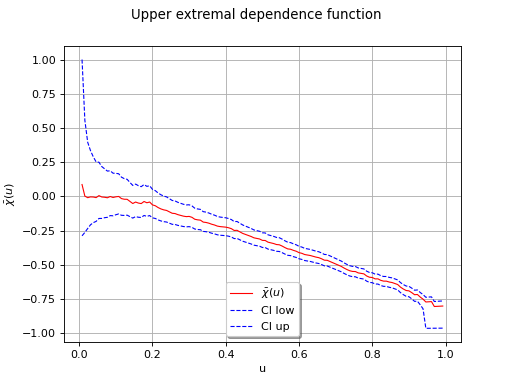 Upper extremal dependence function
1.00
0.75
0.50
0.25
0.00
−0.25
−0.50
−0.75
−1.00
χ̄(u)
0.0 0.2 0.4 0.6 0.8 1.0
u
χ̄(u)
CI low
CI up